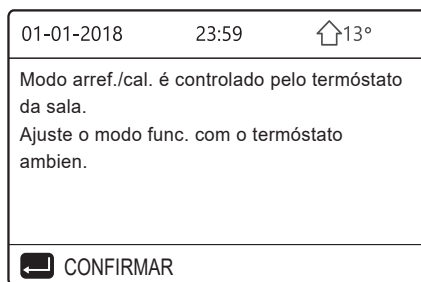 01-01-2018 23:59 13°
Modo arref./cal. é controlado pelo termóstato
da sala.
Ajuste o modo func. com o termóstato
ambien.
CONFIRMAR